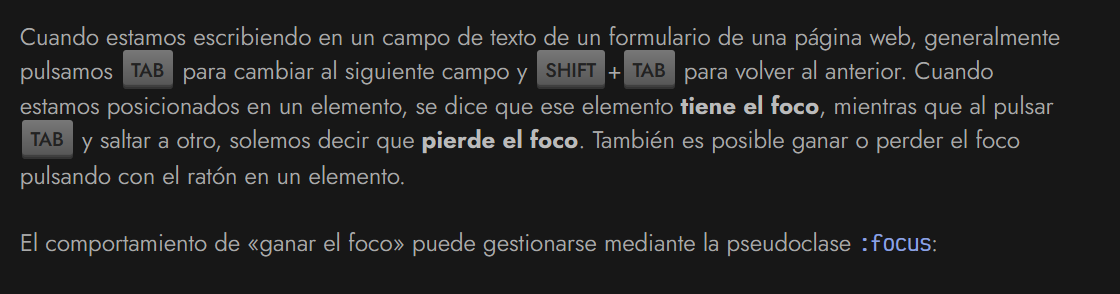 Cuando estamos escribiendo en un campo de texto de un formulario de una página web, generalmente
pulsamos TAB para cambiar al siguiente campo y SHIFT+TAB para volver al anterior. Cuando
estamos posicionados en un elemento, se dice que ese elemento tiene el foco, mientras que al pulsar
TAB y saltar a otro, solemos decir que pierde el foco. También es posible ganar o perder el foco
pulsando con el ratón en un elemento.
El comportamiento de «ganar el foco» puede gestionarse mediante la pseudoclase :focus: